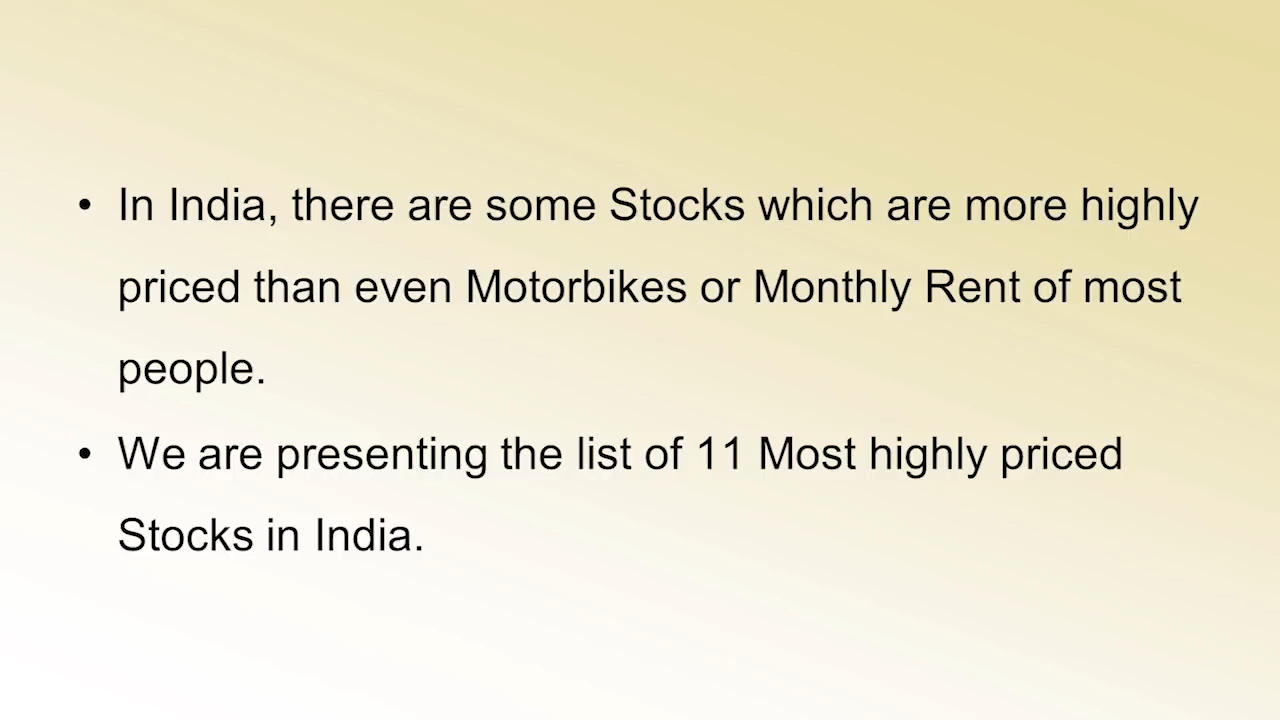 • In India, there are some Stocks which are more highly
priced than even Motorbikes or Monthly Rent of most
people.
• We are presenting the list of 11 Most highly priced
Stocks in India.